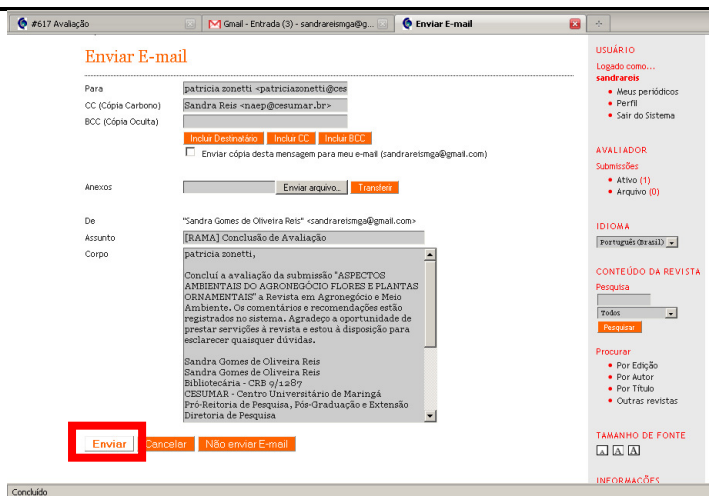 #617 Avaliação
Gmail - Entrada (3) - sandrareismga@g...
Enviar E-mail
Enviar E-mail
Para
patricia zonetti <patriciazonetti@ces
CC (Cópia Carbono)
Sandra Reis <naep@cesumar.br>
BCC (Cópia Oculta)
Incluir Destinatário Incluir CC Incluir BCC
Enviar cópia desta mensagem para meu e-mail (sandrareismga@gmail.com)
Anexos
Enviar arquivo... Transferir
De
"Sandra Gomes de Oliveira Reis" <sandrareismga@gmail.com>
Assunto
[RAMA] Conclusão de Avaliação
Corpo
patricia zonetti,
Concluí a avaliação da submissão "ASPECTOS
AMBIENTAIS DO AGRONEGÓCIO FLORES E PLANTAS
ORNAMENTAIS" a Revista em Agronegócio e Meio
Ambiente. Os comentários e recomendações estão
registrados no sistema. Agradeço a oportunidade de
prestar serviços à revista e estou à disposição para
esclarecer quaisquer dúvidas.
Sandra Gomes de Oliveira Reis
Sandra Gomes de Oliveira Reis
Bibliotecária - CRB 9/1287
CESUMAR - Centro Universitário de Maringá
Pró-Reitoria de Pesquisa, Pós-Graduação e Extensão
Diretoria de Pesquisa
Enviar Cancelar Não enviar E-mail
USUÁRIO
Logado como...
sandrareis
Meus periódicos
Perfil
Sair do Sistema
AVALIADOR
Submissões
Ativo (1)
Arquivo (0)
IDIOMA
Português (Brasil)
CONTEÚDO DA REVISTA
Pesquisa
Todos
Pesquisar
Procurar
Por Edição
Por Autor
Por Título
Outras revistas
TAMANHO DE FONTE
A A A
INFORMAÇÕES
Concluído